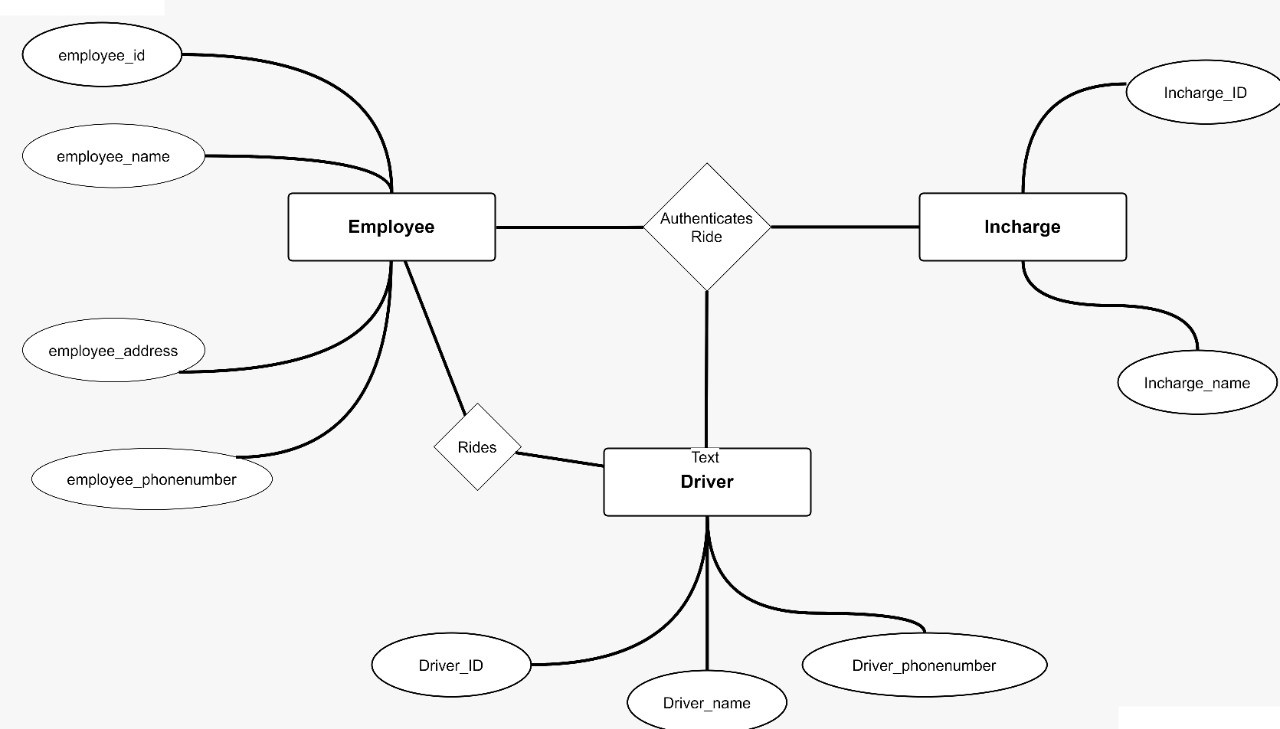 employee_id
Incharge_ID
employee_name
Employee
Authenticates
Ride
Incharge
employee_address
Incharge_name
Rides
employee_phonenumber
Text
Driver
Driver_ID
Driver_phonenumber
Driver_name